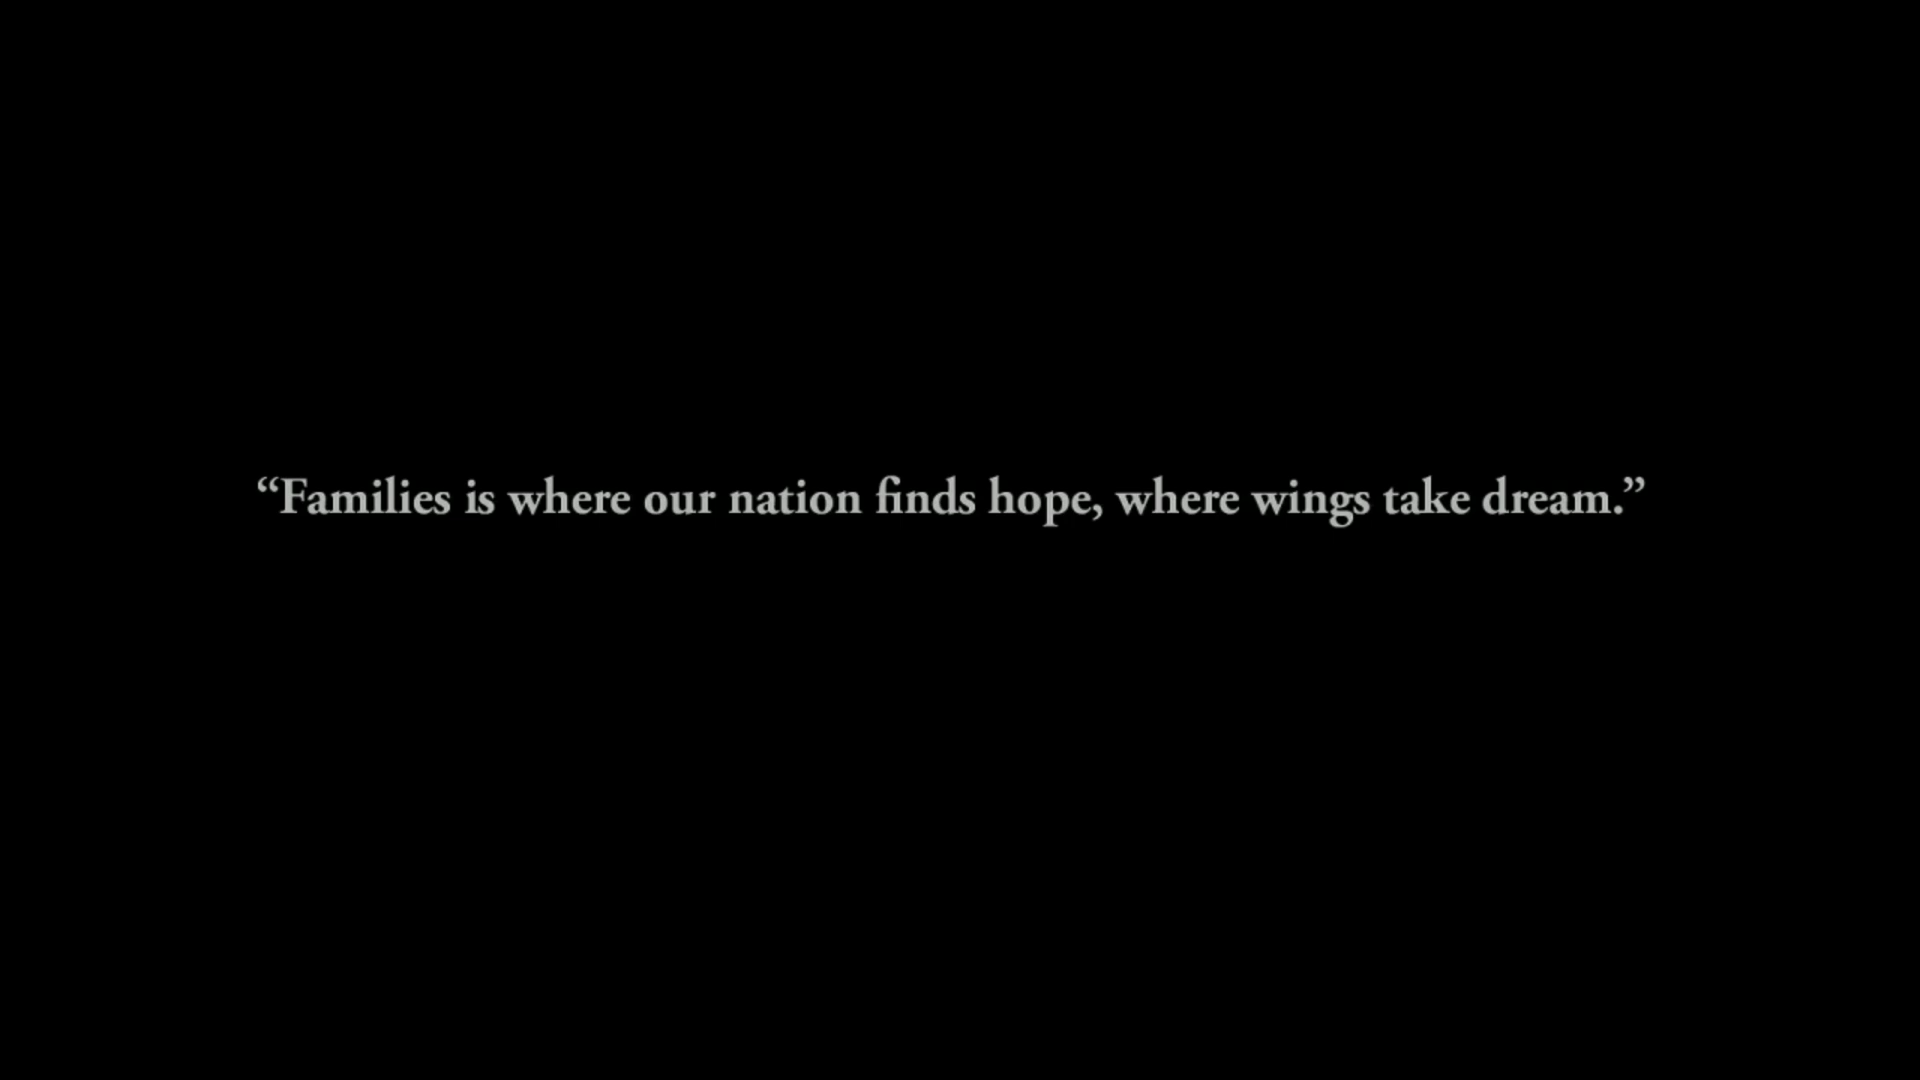 “Families is where our nation finds hope, where wings take dream.”